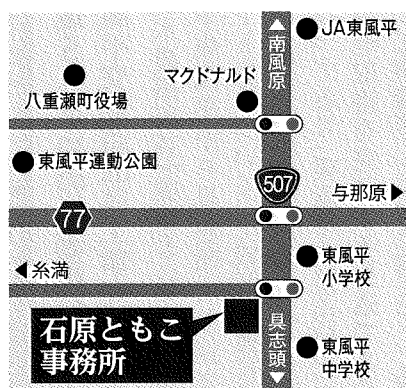 ▲南風原
JA東風平
マクドナルド
八重瀬町役場
東風平運動公園
507
与那原▶
77
◀糸満
東風平
小学校
石原ともこ
事務所
具志頭▼
東風平
中学校